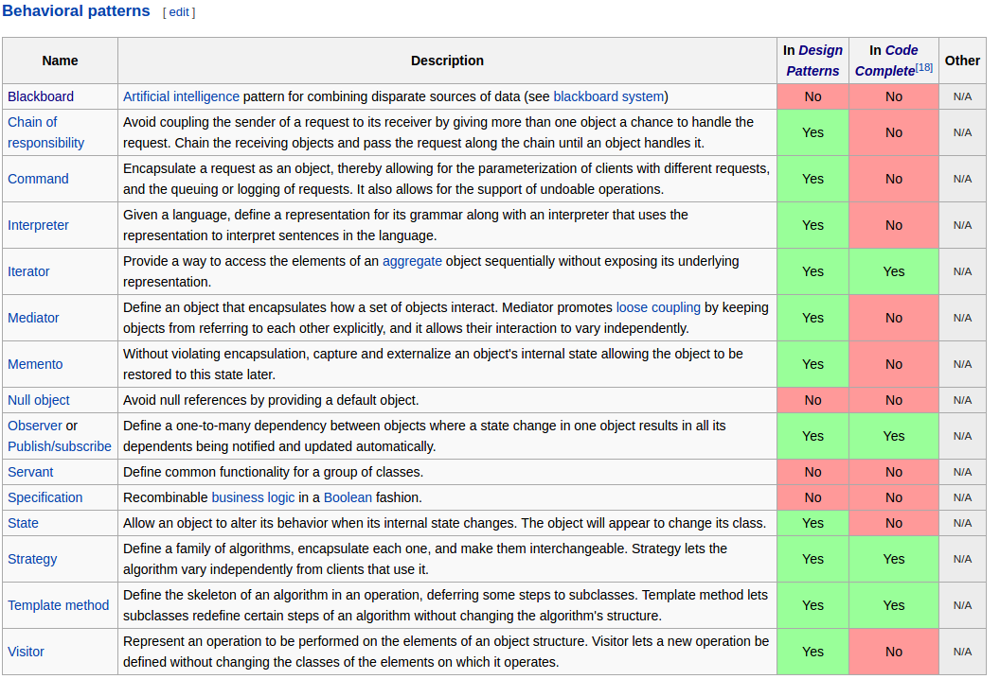 Behavioral patterns [ edit ]
Name Description In Design Patterns In Code Complete[18] Other
Blackboard Artificial intelligence pattern for combining disparate sources of data (see blackboard system) No No N/A
Chain of responsibility Avoid coupling the sender of a request to its receiver by giving more than one object a chance to handle the
request. Chain the receiving objects and pass the request along the chain until an object handles it. Yes No N/A
Command Encapsulate a request as an object, thereby allowing for the parameterization of clients with different requests,
and the queuing or logging of requests. It also allows for the support of undoable operations. Yes No N/A
Interpreter Given a language, define a representation for its grammar along with an interpreter that uses the
representation to interpret sentences in the language. Yes No N/A
Iterator Provide a way to access the elements of an aggregate object sequentially without exposing its underlying
representation. Yes Yes N/A
Mediator Define an object that encapsulates how a set of objects interact. Mediator promotes loose coupling by keeping
objects from referring to each other explicitly, and it allows their interaction to vary independently. Yes No N/A
Memento Without violating encapsulation, capture and externalize an object's internal state allowing the object to be
restored to this state later. Yes No N/A
Null object Avoid null references by providing a default object. No No N/A
Observer or Publish/subscribe Define a one-to-many dependency between objects where a state change in one object results in all its
dependents being notified and updated automatically. Yes Yes N/A
Servant Define common functionality for a group of classes. No No N/A
Specification Recombinable business logic in a Boolean fashion. No No N/A
State Allow an object to alter its behavior when its internal state changes. The object will appear to change its class. Yes No N/A
Strategy Define a family of algorithms, encapsulate each one, and make them interchangeable. Strategy lets the
algorithm vary independently from clients that use it. Yes Yes N/A
Template method Define the skeleton of an algorithm in an operation, deferring some steps to subclasses. Template method lets
subclasses redefine certain steps of an algorithm without changing the algorithm's structure. Yes Yes N/A
Visitor Represent an operation to be performed on the elements of an object structure. Visitor lets a new operation be
defined without changing the classes of the elements on which it operates. Yes No N/A